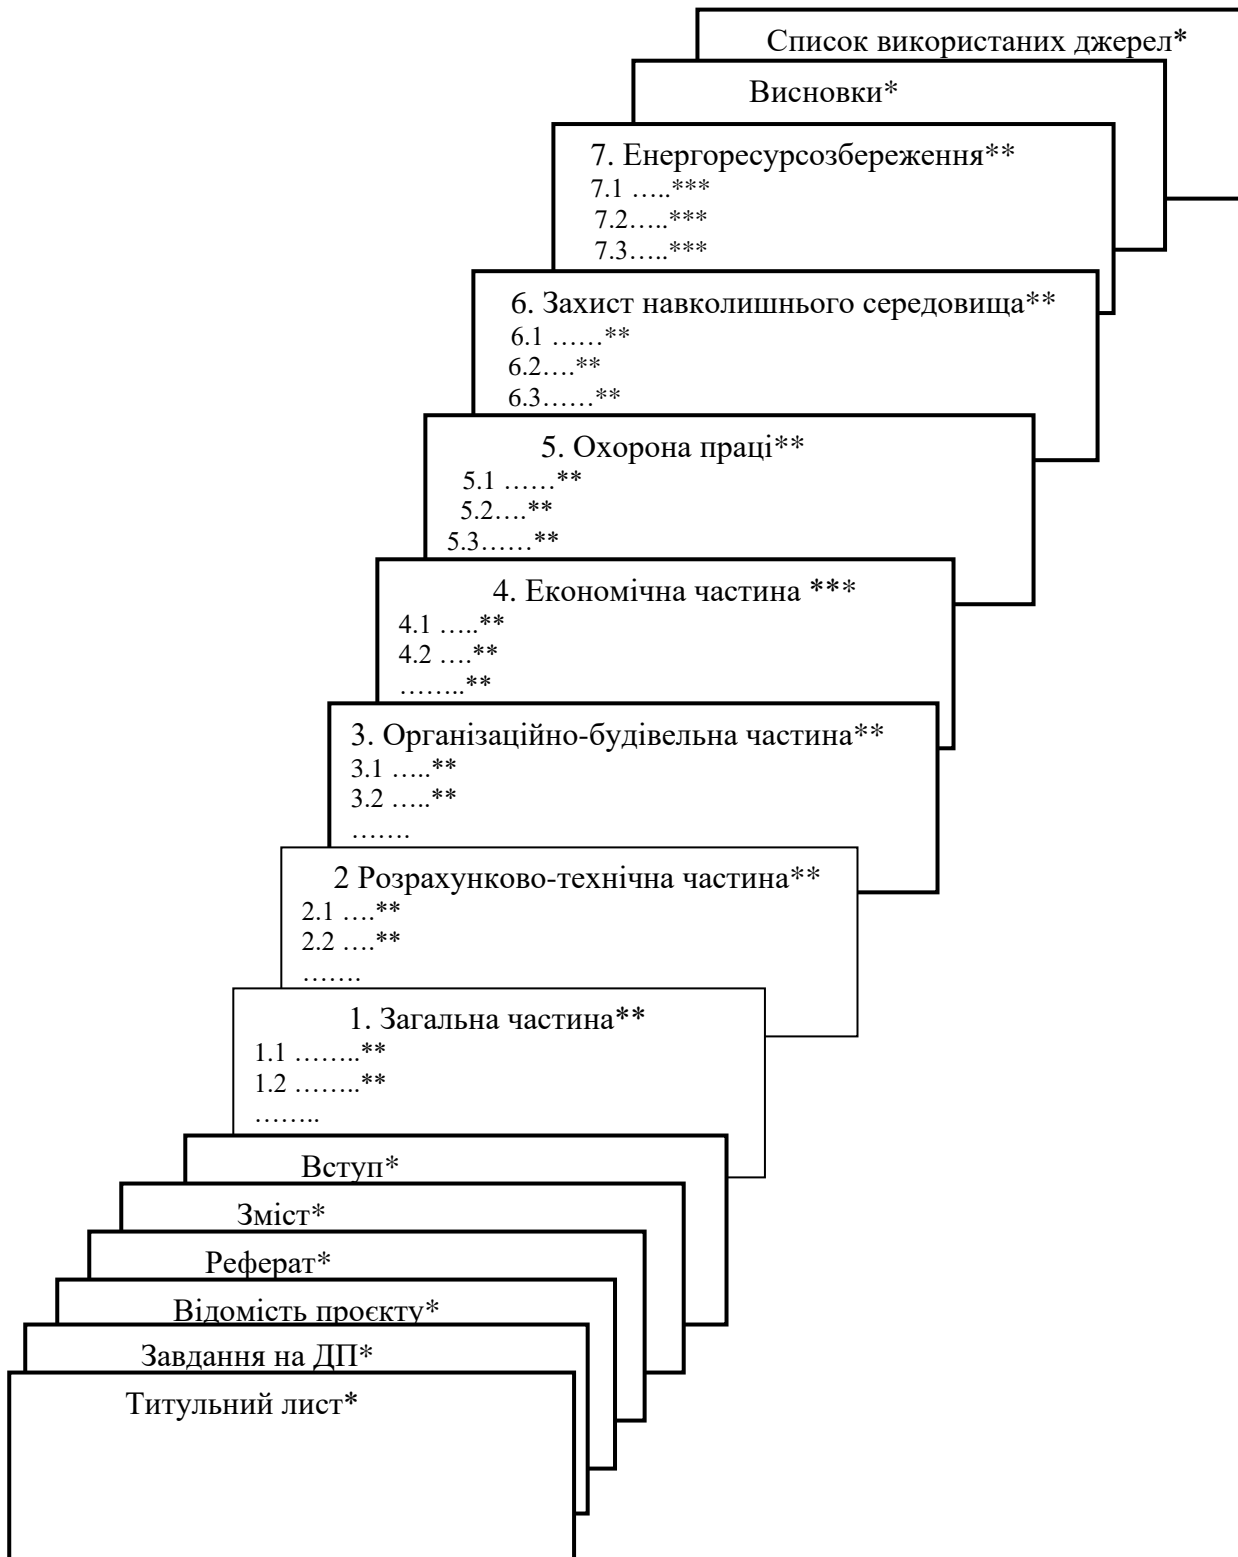 Список використаних джерел*
Висновки*
7. Енергоресурсозбереження**
7.1 …..***
7.2…..***
7.3…..***
6. Захист навколишнього середовища**
6.1 ……**
6.2….**
6.3……**
5. Охорона праці**
5.1 ……**
5.2….**
5.3……**
4. Економічна частина ***
4.1 …..**
4.2 ….**
……..**
3. Організаційно-будівельна частина**
3.1 …..**
3.2 …..**
…….
2 Розрахунково-технічна частина**
2.1 ….**
2.2 ….**
…….
1. Загальна частина**
1.1 ……..**
1.2 ……..**
……..
Вступ*
Зміст*
Реферат*
Відомість проєкту*
Завдання на ДП*
Титульний лист*